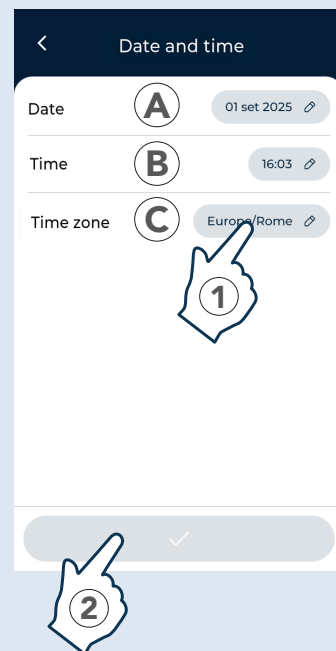 Date and time
Date A 01 set 2025
Time B 16:03
Time zone C Europe/Rome
1
2